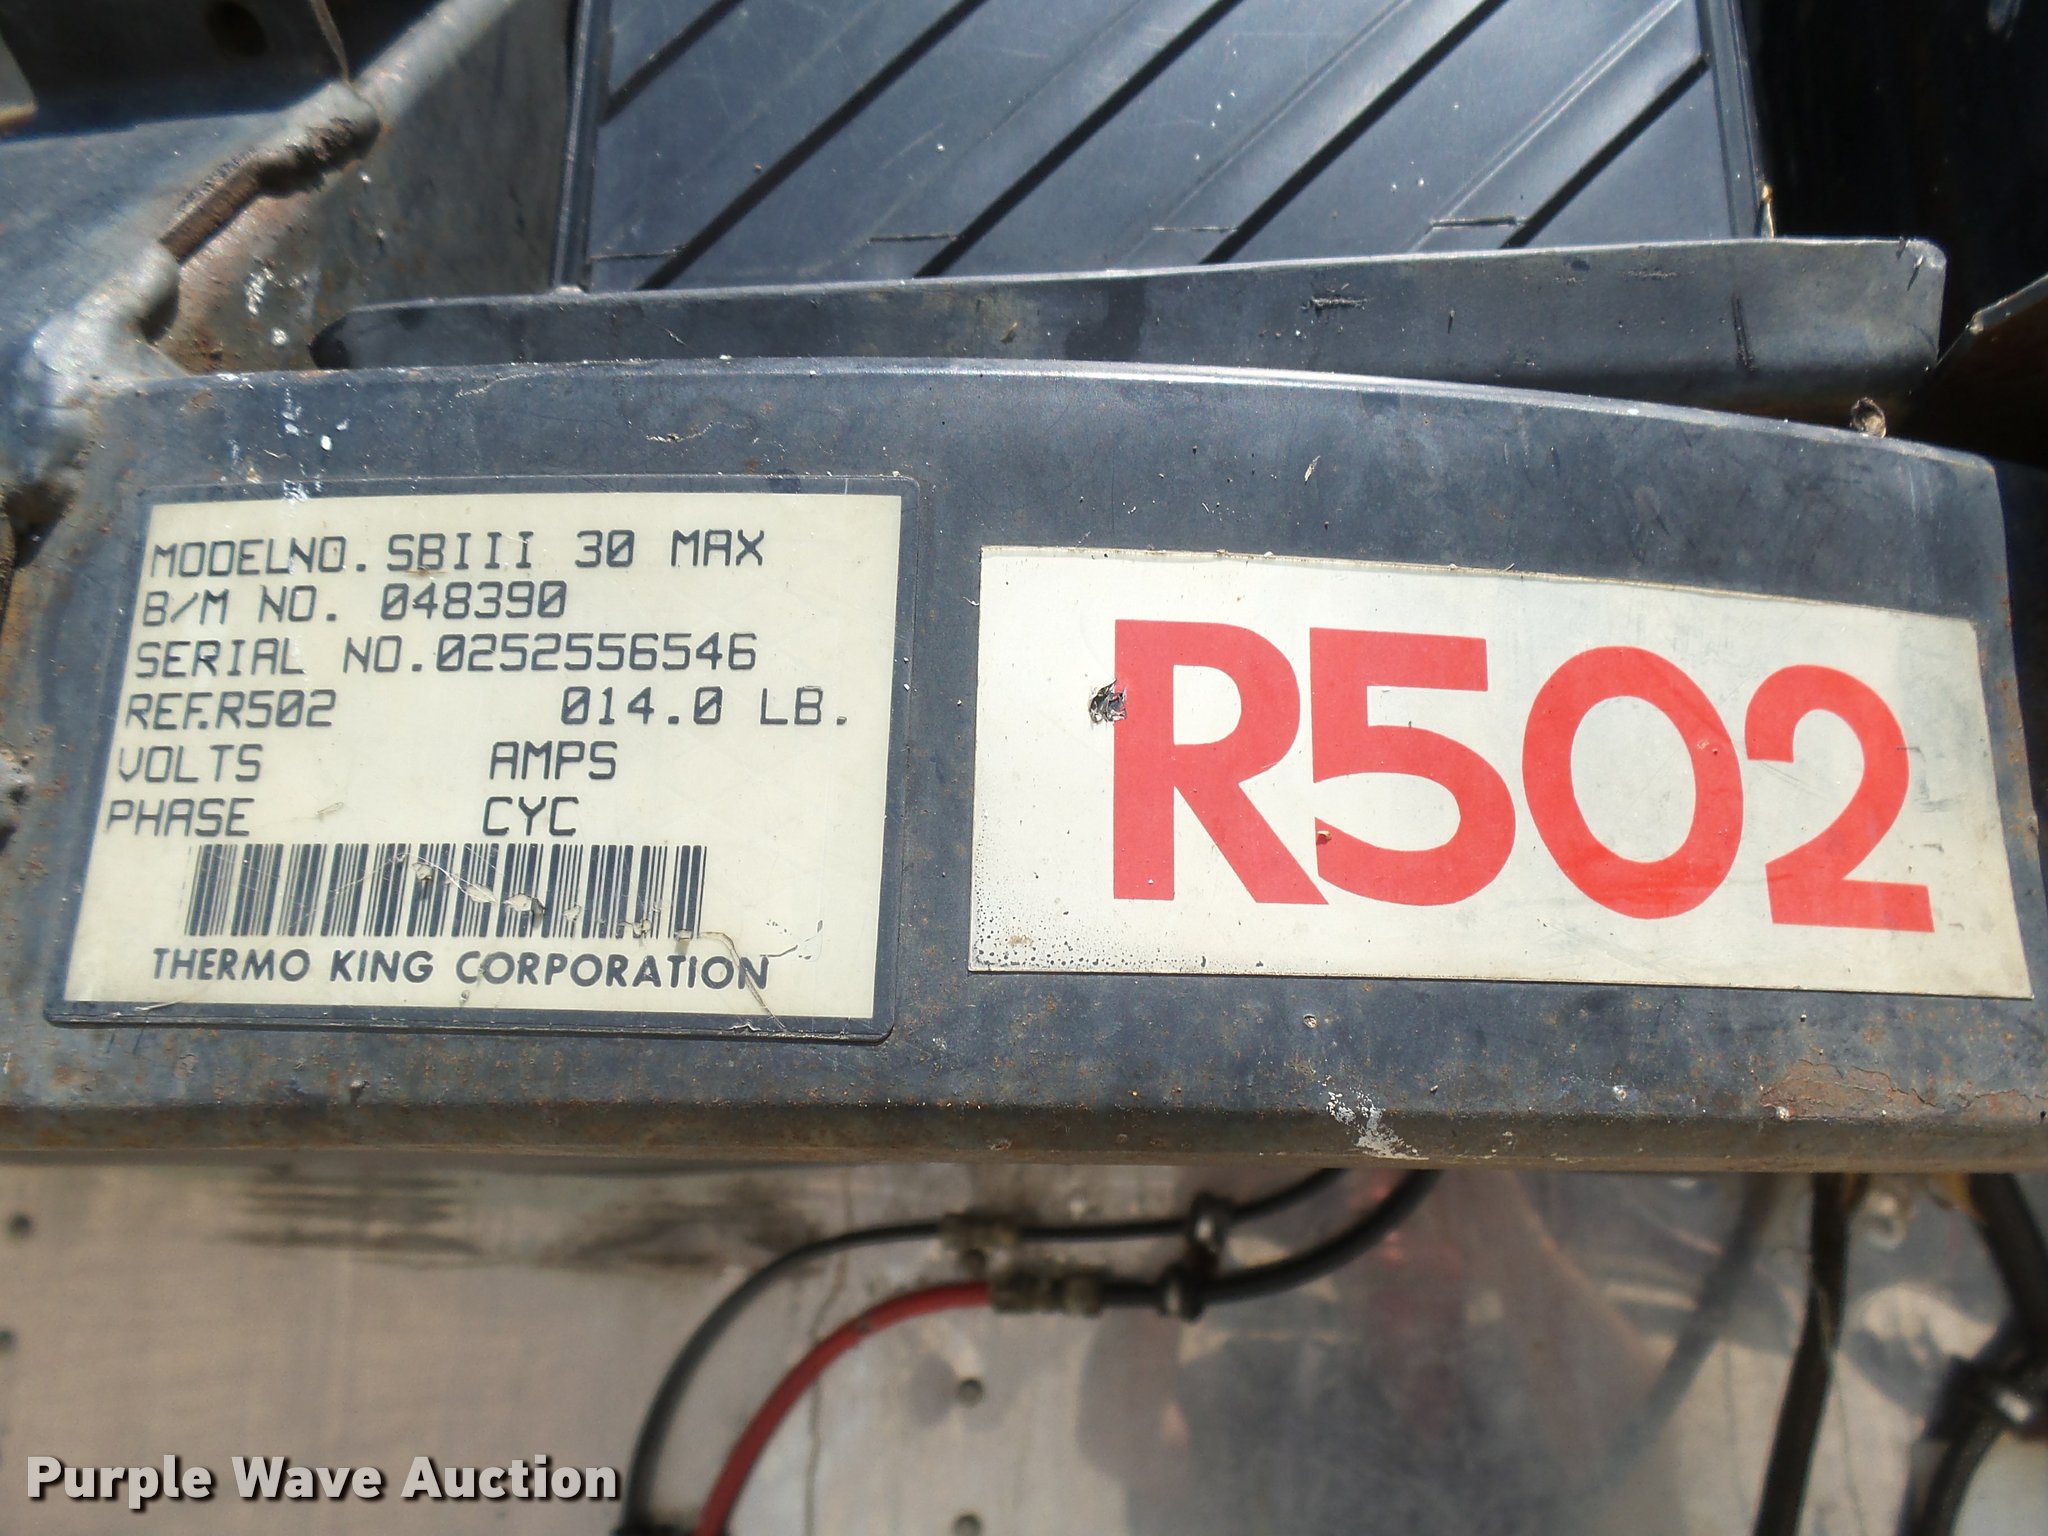 MODELNO. SBIII 30 MAX
B/M NO. 048390
SERIAL NO. 0252556546
REF.R502 014.0 LB.
VOLTS AMPS
PHASE CYC
THERMO KING CORPORATION
R502
Purple Wave Auction